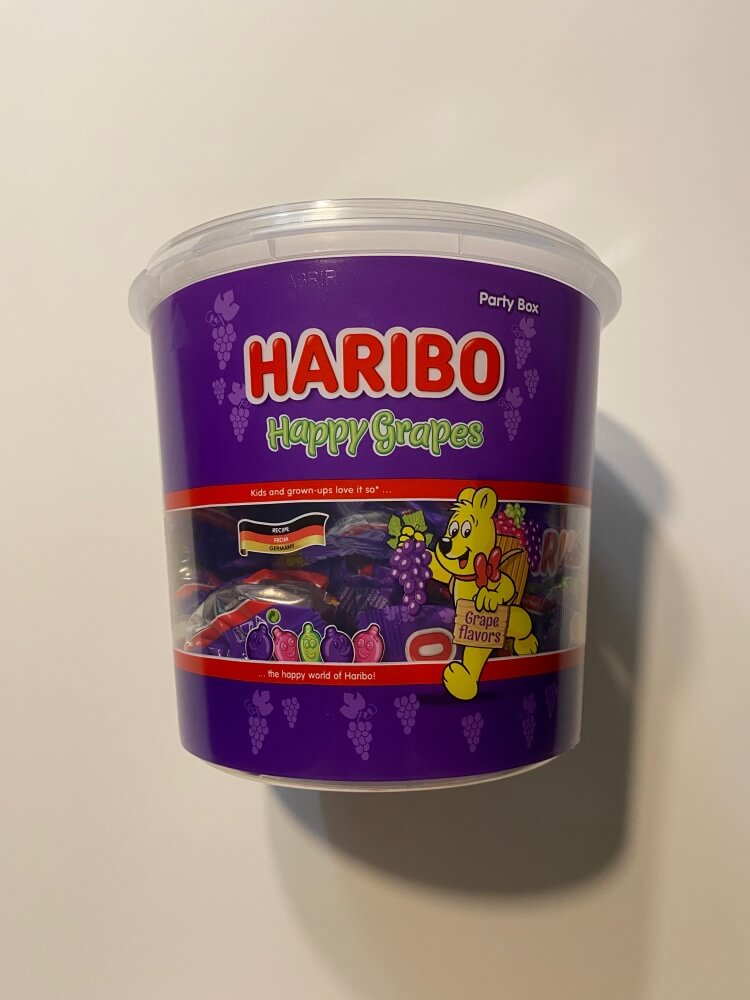 Party Box
HARIBO
Happy Grapes
Kids and grown-ups love it so* ...
RECIPE
FROM
GERMANY
Grape
flavors
... the happy world of Haribo!